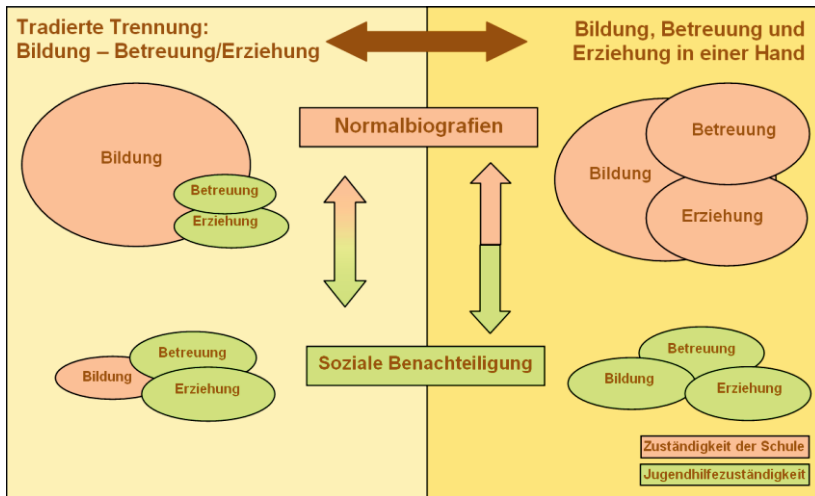 Tradierte Trennung:
Bildung – Betreuung/Erziehung
Bildung, Betreuung und
Erziehung in einer Hand
Normalbiografien
Bildung
Betreuung
Erziehung
Bildung
Betreuung
Erziehung
Soziale Benachteiligung
Bildung
Betreuung
Erziehung
Betreuung
Bildung
Erziehung
Zuständigkeit der Schule
Jugendhilfezuständigkeit